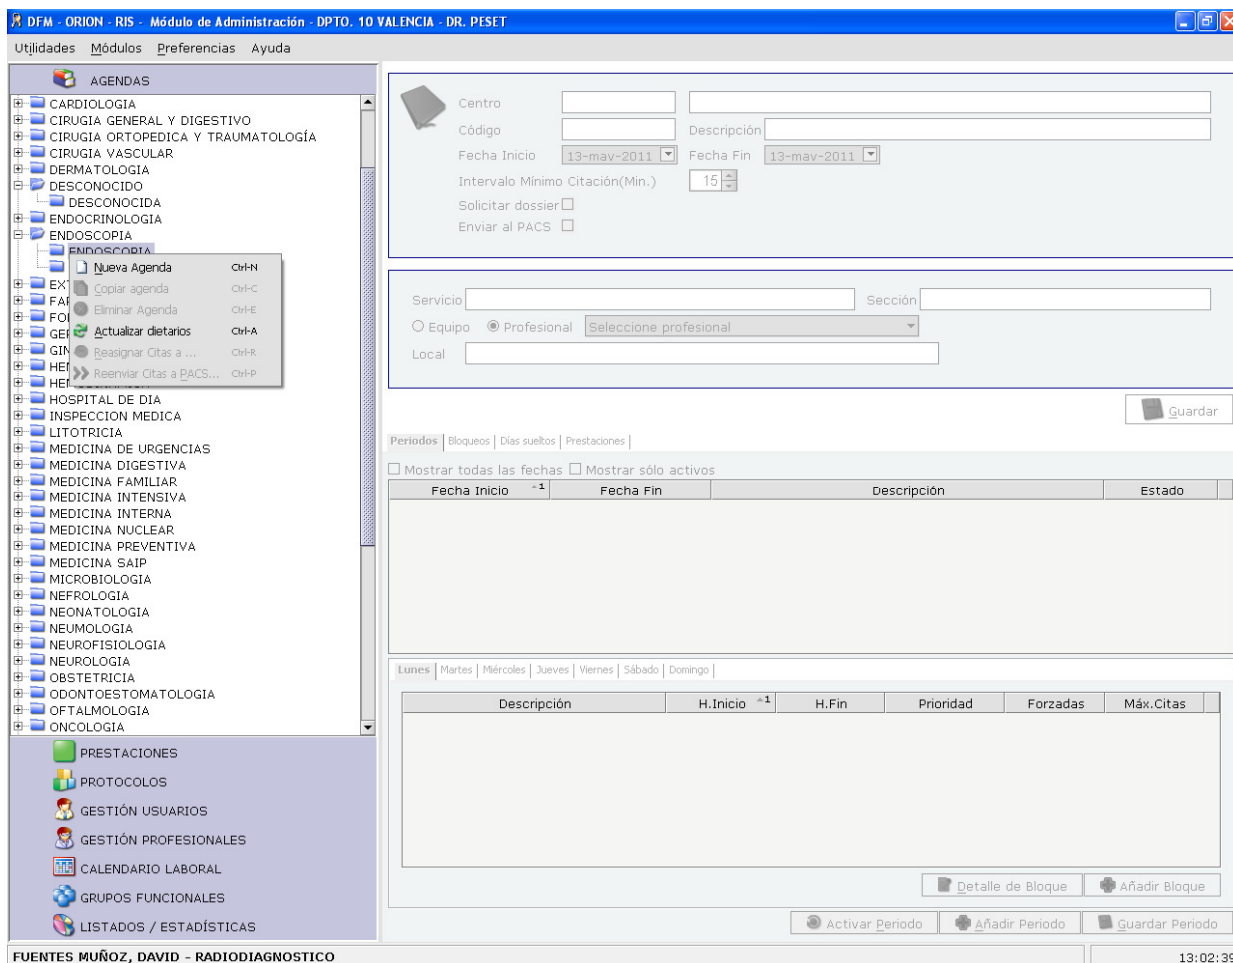 DFM - ORION - RIS - Módulo de Administración - DPTO. 10 VALENCIA - DR. PESET
Utilidades Módulos Preferencias Ayuda
AGENDAS
CARDIOLOGIA
CIRUGIA GENERAL Y DIGESTIVO
CIRUGIA ORTOPEDICA Y TRAUMATOLOGÍA
CIRUGIA VASCULAR
DERMATOLOGIA
DESCONOCIDO
DESCONOCIDA
ENDOCRINOLOGIA
ENDOSCOPIA
ENDOSCOPIA
Nueva Agenda Ctrl-N
Copiar agenda Ctrl-C
Eliminar Agenda Ctrl-E
Actualizar dietarios Ctrl-A
Reasignar Citas a ... Ctrl-R
Reenviar Citas a PACS... Ctrl-P
HOSPITAL DE DIA
INSPECCION MEDICA
LITOTRICIA
MEDICINA DE URGENCIAS
MEDICINA DIGESTIVA
MEDICINA FAMILIAR
MEDICINA INTENSIVA
MEDICINA INTERNA
MEDICINA NUCLEAR
MEDICINA PREVENTIVA
MEDICINA SAIP
MICROBIOLOGIA
NEFROLOGIA
NEONATOLOGIA
NEUMOLOGIA
NEUROFISIOLOGIA
NEUROLOGIA
OBSTETRICIA
ODONTOESTOMATOLOGIA
OFTALMOLOGIA
ONCOLOGIA
PRESTACIONES
PROTOCOLOS
GESTIÓN USUARIOS
GESTIÓN PROFESIONALES
CALENDARIO LABORAL
GRUPOS FUNCIONALES
LISTADOS / ESTADÍSTICAS
Centro
Código Descripción
Fecha Inicio 13-may-2011 Fecha Fin 13-may-2011
Intervalo Mínimo Citación(Min.) 15
Solicitar dossier
Enviar al PACS
Servicio Sección
Equipo Profesional Seleccione profesional
Local
Guardar
Periodos Bloqueos Días sueltos Prestaciones
Mostrar todas las fechas Mostrar sólo activos
Fecha Inicio 1 Fecha Fin Descripción Estado
Lunes Martes Miércoles Jueves Viernes Sábado Domingo
Descripción H.Inicio 1 H.Fin Prioridad Forzadas Máx.Citas
Detalle de Bloque Añadir Bloque
Activar Periodo Añadir Periodo Guardar Periodo
FUENTES MUÑOZ, DAVID - RADIODIAGNOSTICO 13:02:39